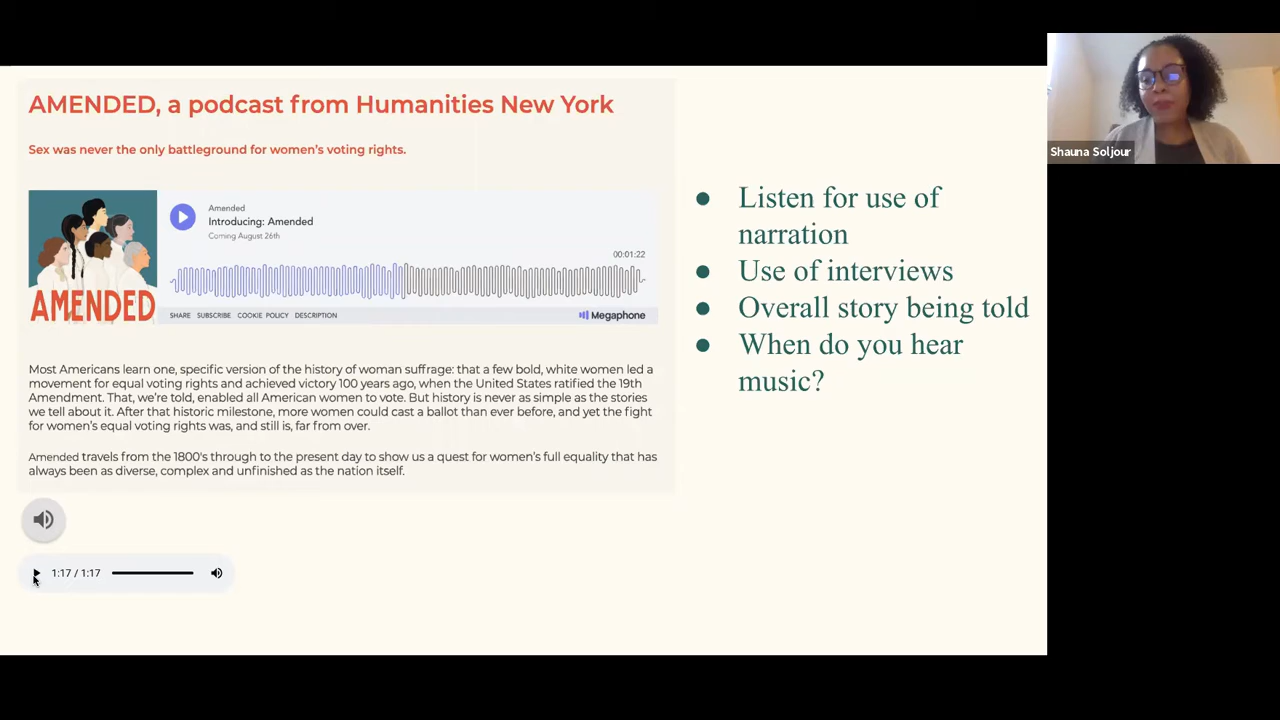 AMENDED, a podcast from Humanities New York
Sex was never the only battleground for women's voting rights.
AMENDED
Amended
Introducing: Amended
Coming August 26th
00:01:22
SHARE SUBSCRIBE COOKIE POLICY DESCRIPTION
Megaphone
Most Americans learn one, specific version of the history of woman suffrage: that a few bold, white women led a
movement for equal voting rights and achieved victory 100 years ago, when the United States ratified the 19th
Amendment. That, we're told, enabled all American women to vote. But history is never as simple as the stories
we tell about it. After that historic milestone, more women could cast a ballot than ever before, and yet the fight
for women's equal voting rights was, and still is, far from over.
Amended travels from the 1800's through to the present day to show us a quest for women's full equality that has
always been as diverse, complex and unfinished as the nation itself.
1:17 / 1:17
● Listen for use of
narration
● Use of interviews
● Overall story being told
● When do you hear
music?
Shauna Soljour